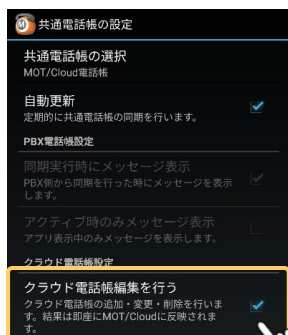 共通電話帳の設定
共通電話帳の選択
MOT/Cloud電話帳
自動更新
定期的に共通電話帳の同期を行います。
PBX電話帳設定
同期実行時にメッセージ表示
PBX側から同期を行った時にメッセージを表示
します。
アクティブ時のみメッセージ表示
アプリ表示中のみメッセージを表示します。
クラウド電話帳設定
クラウド電話帳編集を行う
クラウド電話帳の追加・変更・削除を行いま
す。結果は即座にMOT/Cloudに反映されま
す。